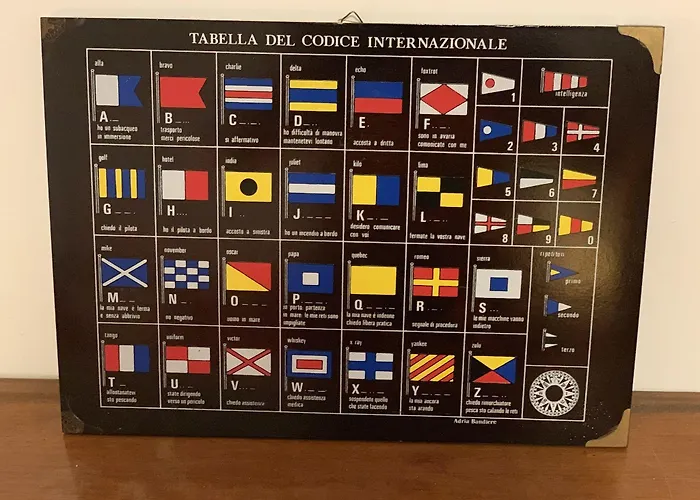 TABELLA DEL CODICE INTERNAZIONALE
alfa
A
ho un subacqueo
in immersione
bravo
B
trasporto
merci pericolose
charlie
C
si affermativo
delta
D
ho difficoltà di manovra
mantenetevi lontano
echo
E
accosto a dritta
foxtrot
F
sono in avaria
comunicate con me
1
intelligenza
2
3
4
golf
G
chiedo il pilota
hotel
H
ho il pilota a bordo
india
I
accosto a sinistra
juliet
J
ho un incendio a bordo
kilo
K
desidero comunicare
con voi
lima
L
fermate la vostra nave
5
6
7
8
9
0
mike
M
la mia nave è ferma
e senza abbrivio
november
N
no negativo
oscar
O
uomo in mare
papa
P
in porto partenza
in mare: le mie reti sono
impigliate
quebec
Q
la mia nave è indenne
chiedo libera pratica
romeo
R
segnale di procedura
sierra
S
le mie macchine vanno
indietro
ripetitori
primo
secondo
terzo
tango
T
allontanatevi
sto pescando
uniform
U
state dirigendo
verso un pericolo
victor
V
chiedo assistenza
whiskey
W
chiedo assistenza
medica
x ray
X
sospendete quello
che state facendo
yankee
Y
la mia ancora
sta arando
zulu
Z
chiedo rimorchiatore
pesca: sto calando le reti
Adria Bandiere